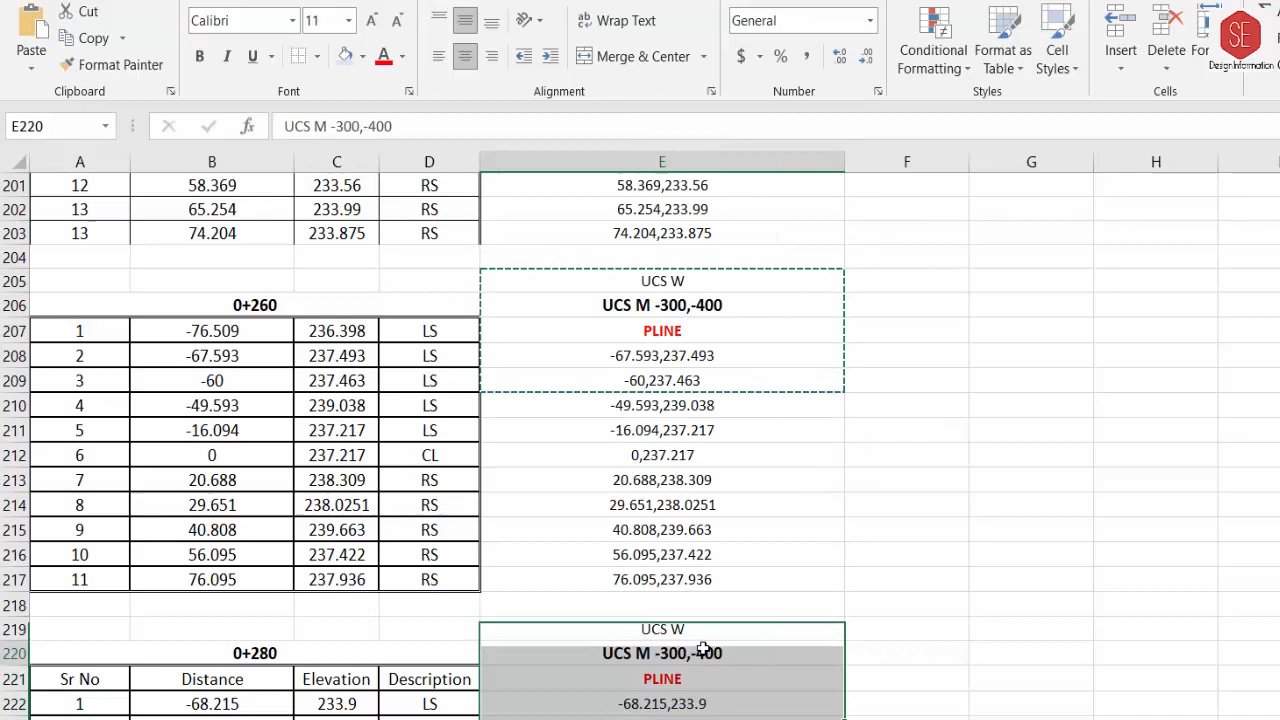 Cut
Calibri 11 A A
Wrap Text
General
SE
Paste
Copy
B I U A
Merge & Center
$ % ,
Conditional Formatting
Format as Table
Cell Styles
Insert
Delete
For
Design Information
Format Painter
Clipboard
Font
Alignment
Number
Styles
Cells
E220 fx UCS M -300,-400
A B C D E F G H
201 12 58.369 233.56 RS 58.369,233.56
202 13 65.254 233.99 RS 65.254,233.99
203 13 74.204 233.875 RS 74.204,233.875
204
205 UCS W
206 0+260 UCS M -300,-400
207 1 -76.509 236.398 LS PLINE
208 2 -67.593 237.493 LS -67.593,237.493
209 3 -60 237.463 LS -60,237.463
210 4 -49.593 239.038 LS -49.593,239.038
211 5 -16.094 237.217 LS -16.094,237.217
212 6 0 237.217 CL 0,237.217
213 7 20.688 238.309 RS 20.688,238.309
214 8 29.651 238.0251 RS 29.651,238.0251
215 9 40.808 239.663 RS 40.808,239.663
216 10 56.095 237.422 RS 56.095,237.422
217 11 76.095 237.936 RS 76.095,237.936
218
219 UCS W
220 0+280 UCS M -300,-400
221 Sr No Distance Elevation Description PLINE
222 1 -68.215 233.9 LS -68.215,233.9